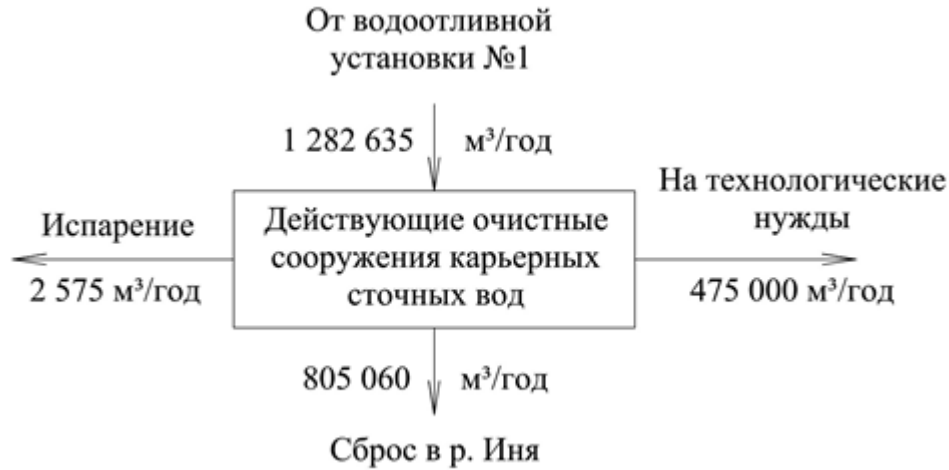 От водоотливной
установки №1
1 282 635 м³/год
На технологические
нужды
Испарение
Действующие очистные
сооружения карьерных
сточных вод
2 575 м³/год
475 000 м³/год
805 060 м³/год
Сброс в р. Иня